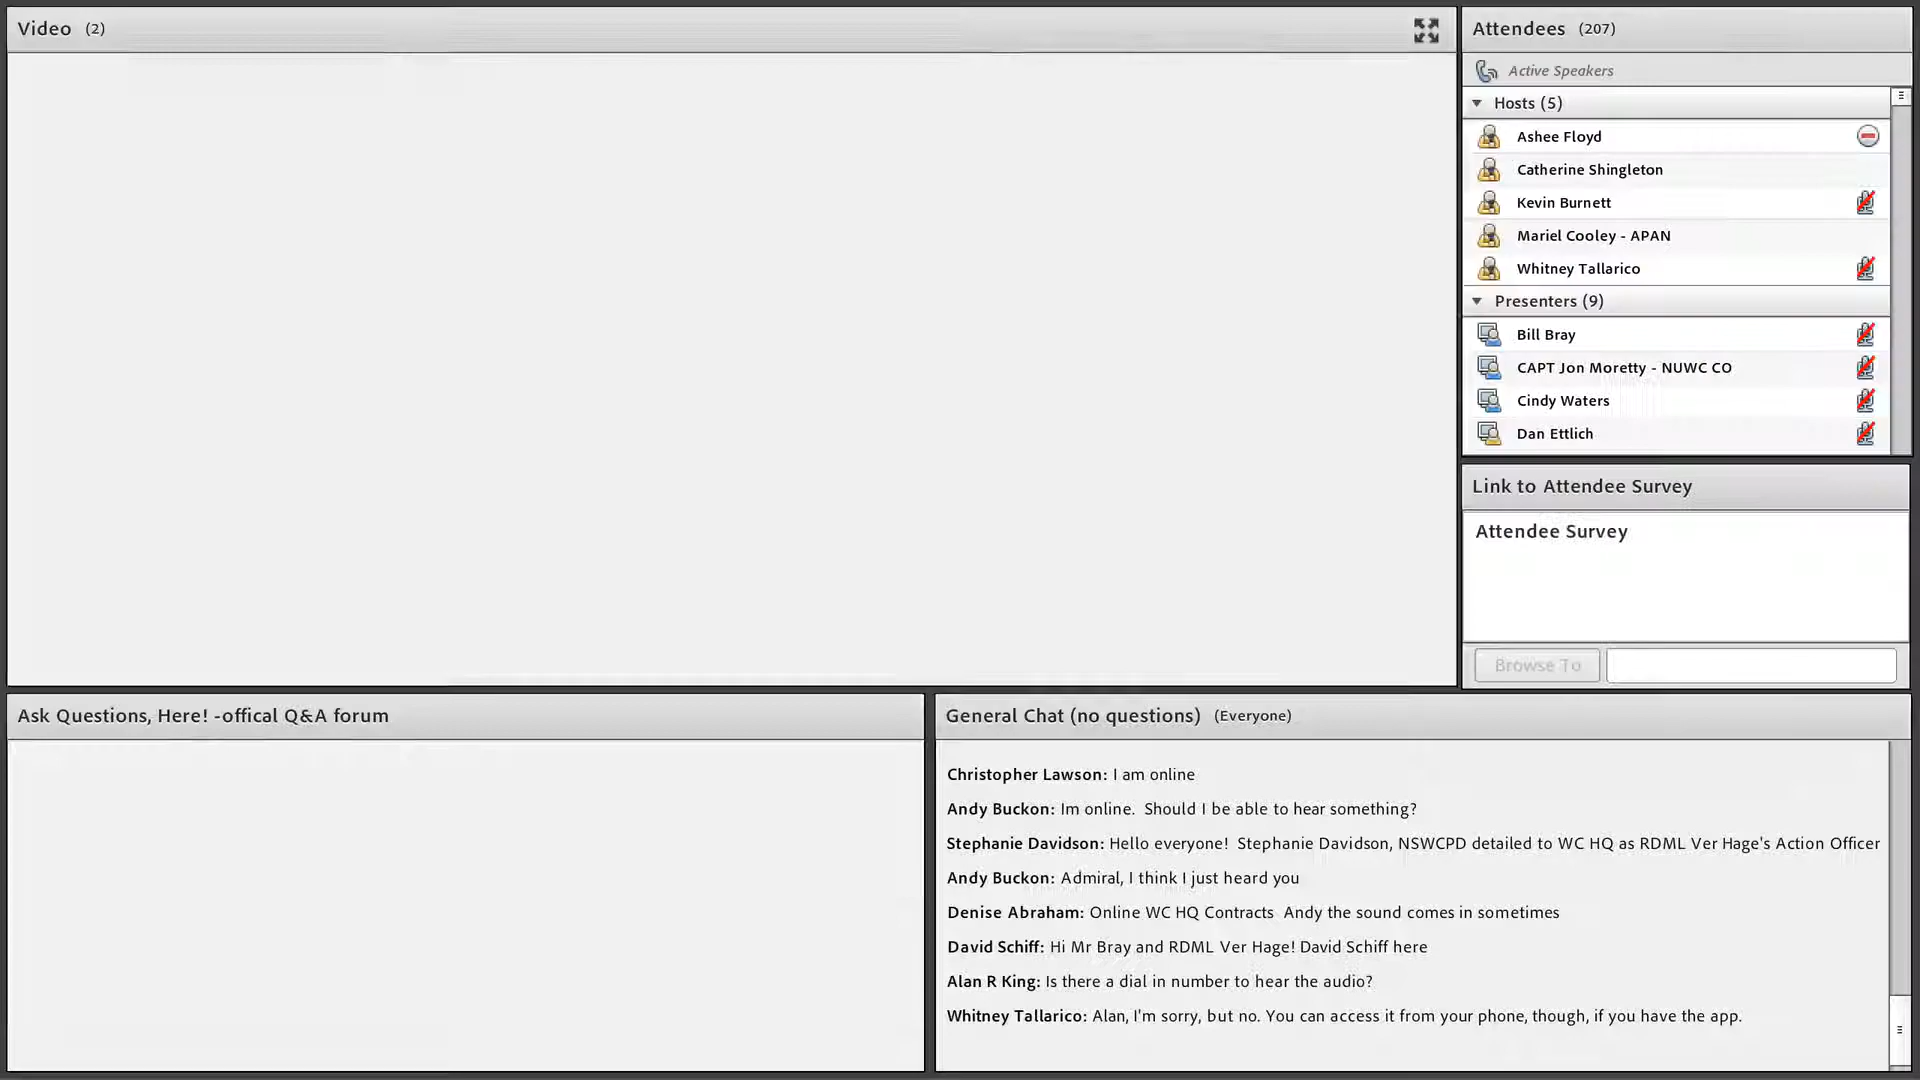 Video (2)
Attendees (207)
Active Speakers
Hosts (5)
Ashee Floyd
Catherine Shingleton
Kevin Burnett
Mariel Cooley - APAN
Whitney Tallarico
Presenters (9)
Bill Bray
CAPT Jon Moretty - NUWC CO
Cindy Waters
Dan Ettlich
Link to Attendee Survey
Attendee Survey
Browse To
Ask Questions, Here! -offical Q&A forum
General Chat (no questions) (Everyone)
Christopher Lawson: I am online
Andy Buckon: Im online. Should I be able to hear something?
Stephanie Davidson: Hello everyone! Stephanie Davidson, NSWCPD detailed to WC HQ as RDML Ver Hage's Action Officer
Andy Buckon: Admiral, I think I just heard you
Denise Abraham: Online WC HQ Contracts Andy the sound comes in sometimes
David Schiff: Hi Mr Bray and RDML Ver Hage! David Schiff here
Alan R King: Is there a dial in number to hear the audio?
Whitney Tallarico: Alan, I'm sorry, but no. You can access it from your phone, though, if you have the app.